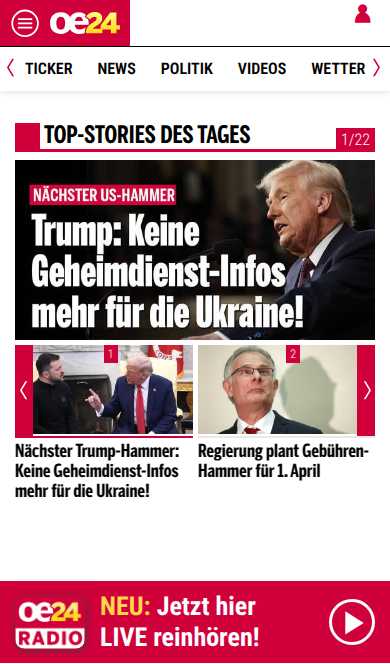 oe24
TICKER NEWS POLITIK VIDEOS WETTER
TOP-STORIES DES TAGES
1/22
NÄCHSTER US-HAMMER
Trump: Keine
Geheimdienst-Infos
mehr für die Ukraine!
1
2
Nächster Trump-Hammer:
Keine Geheimdienst-Infos
mehr für die Ukraine!
Regierung plant Gebühren-
Hammer für 1. April
oe24
RADIO
NEU: Jetzt hier
LIVE reinhören!